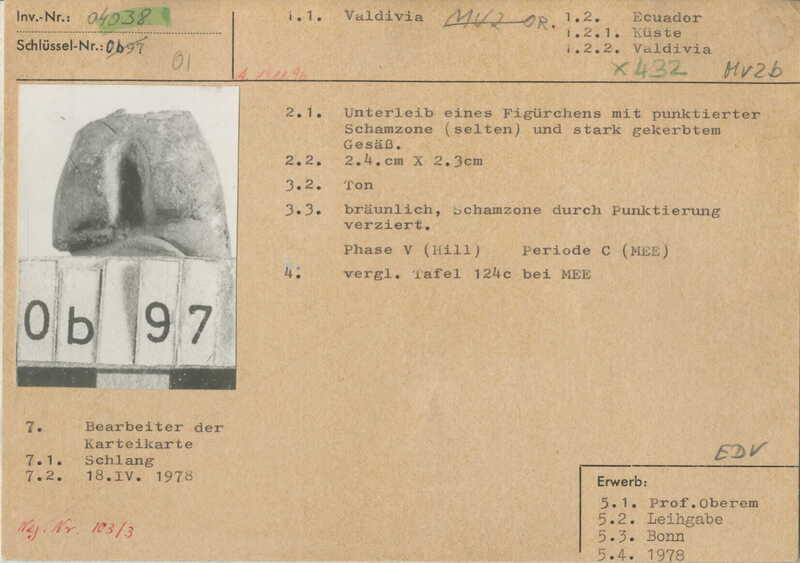 Inv.-Nr.: 04038
Schlüssel-Nr.: Ob97
01
1.1. Valdivia MV2 OR.
1.2. Ecuador
1.2.1. Küste
1.2.2. Valdivia
x432 MV2b
2.1. Unterleib eines Figürchens mit punktierter
Schamzone (selten) und stark gekerbtem
Gesäß.
2.2. 2.4.cm X 2.3cm
3.2. Ton
3.3. bräunlich, Schamzone durch Punktierung
verziert.
Phase V (Hill) Periode C (MEE)
4. vergl. Tafel 124c bei MEE
Ob 97
7. Bearbeiter der
Karteikarte
7.1. Schlang
7.2. 18.IV. 1978
Neg. Nr. 103/3
EDV
Erwerb:
5.1. Prof.Oberem
5.2. Leihgabe
5.3. Bonn
5.4. 1978